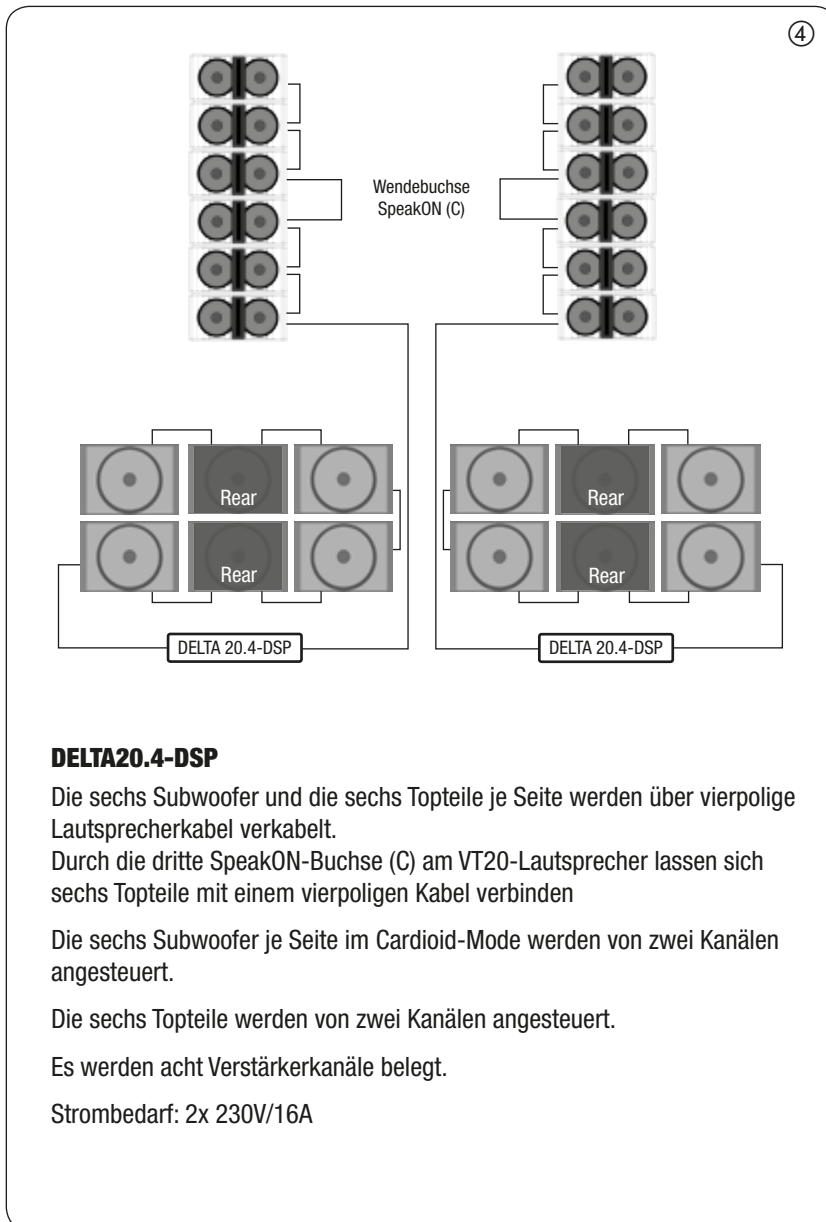 ④
Wendebuchse
SpeakON (C)
Rear
Rear
Rear
Rear
DELTA 20.4-DSP
DELTA 20.4-DSP
DELTA20.4-DSP
Die sechs Subwoofer und die sechs Topteile je Seite werden über vierpolige
Lautsprecherkabel verkabelt.
Durch die dritte SpeakON-Buchse (C) am VT20-Lautsprecher lassen sich
sechs Topteile mit einem vierpoligen Kabel verbinden
Die sechs Subwoofer je Seite im Cardioid-Mode werden von zwei Kanälen
angesteuert.
Die sechs Topteile werden von zwei Kanälen angesteuert.
Es werden acht Verstärkerkanäle belegt.
Strombedarf: 2x 230V/16A